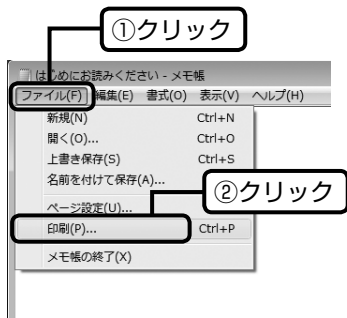 ①クリック
はじめにお読みください - メモ帳
ファイル(F) 編集(E) 書式(O) 表示(V) ヘルプ(H)
新規(N) Ctrl+N
開く(O)... Ctrl+O
上書き保存(S) Ctrl+S
名前を付けて保存(A)...
②クリック
ページ設定(U)...
印刷(P)... Ctrl+P
メモ帳の終了(X)